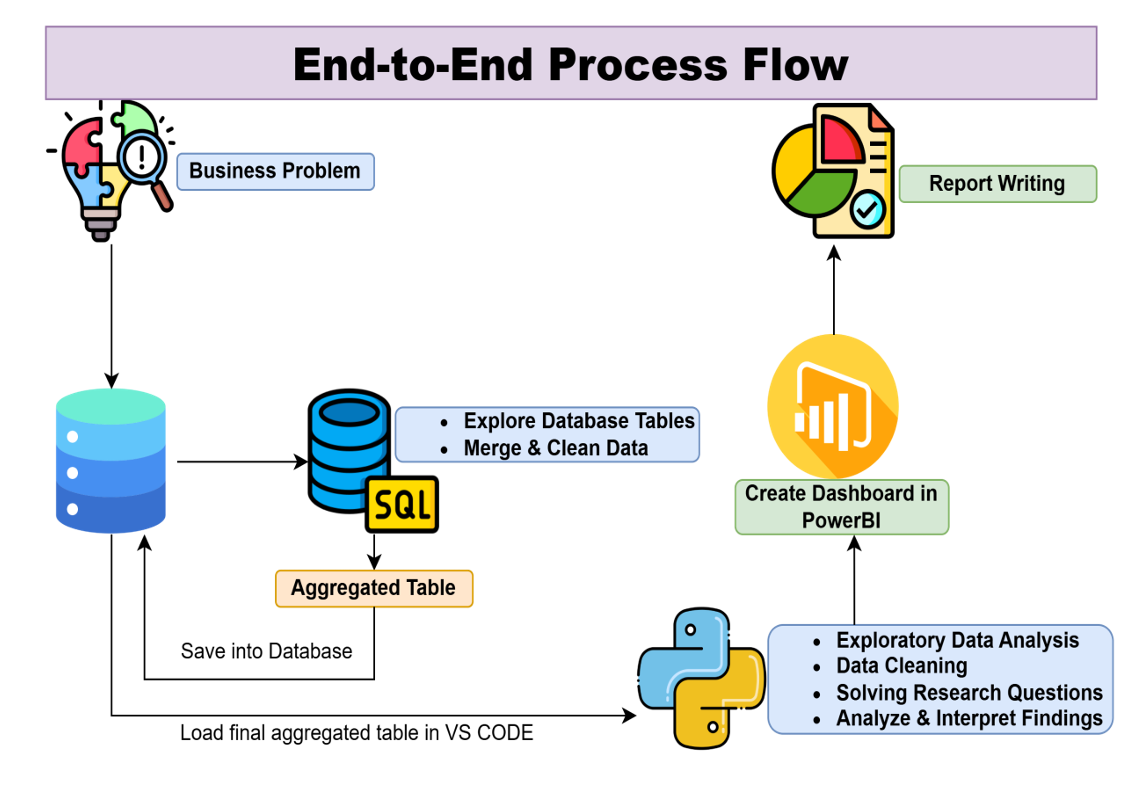 End-to-End Process Flow
Business Problem
Report Writing
• Explore Database Tables
• Merge & Clean Data
SQL
Create Dashboard in
PowerBI
Aggregated Table
Save into Database
• Exploratory Data Analysis
• Data Cleaning
• Solving Research Questions
• Analyze & Interpret Findings
Load final aggregated table in VS CODE